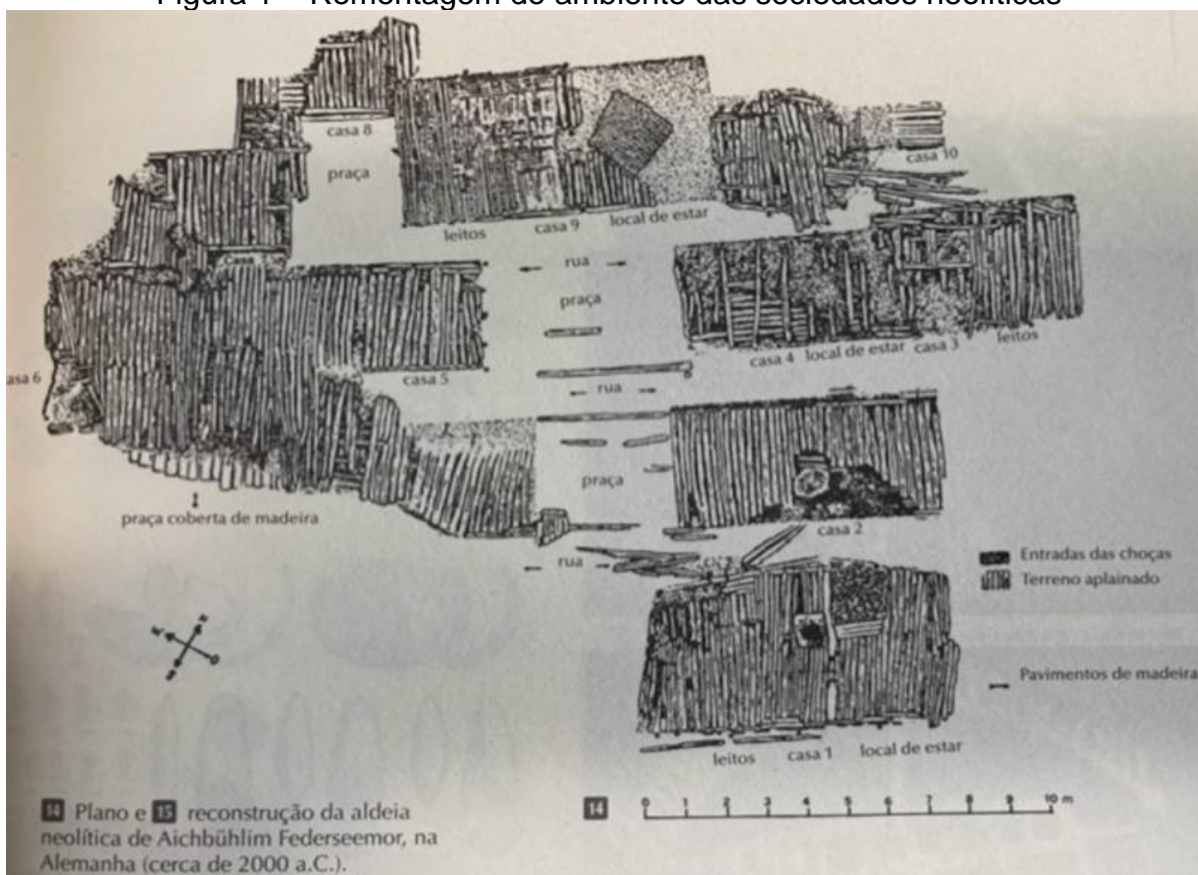 Figura 1 – Remontagem do ambiente das sociedades neolíticas
casa 8
praça
casa 10
leitos
casa 9
local de estar
rua
praça
casa 4
local de estar
casa 3
leitos
asa 6
casa 5
rua
praça
praça coberta de madeira
casa 2
rua
Entradas das choças
Terreno aplainado
Pavimentos de madeira
leitos
casa 1
local de estar
14 Plano e 15 reconstrução da aldeia
neolítica de Aichbühlim Federseemor, na
Alemanha (cerca de 2000 a.C.).
14
0 1 2 3 4 5 6 7 8 9 10 m